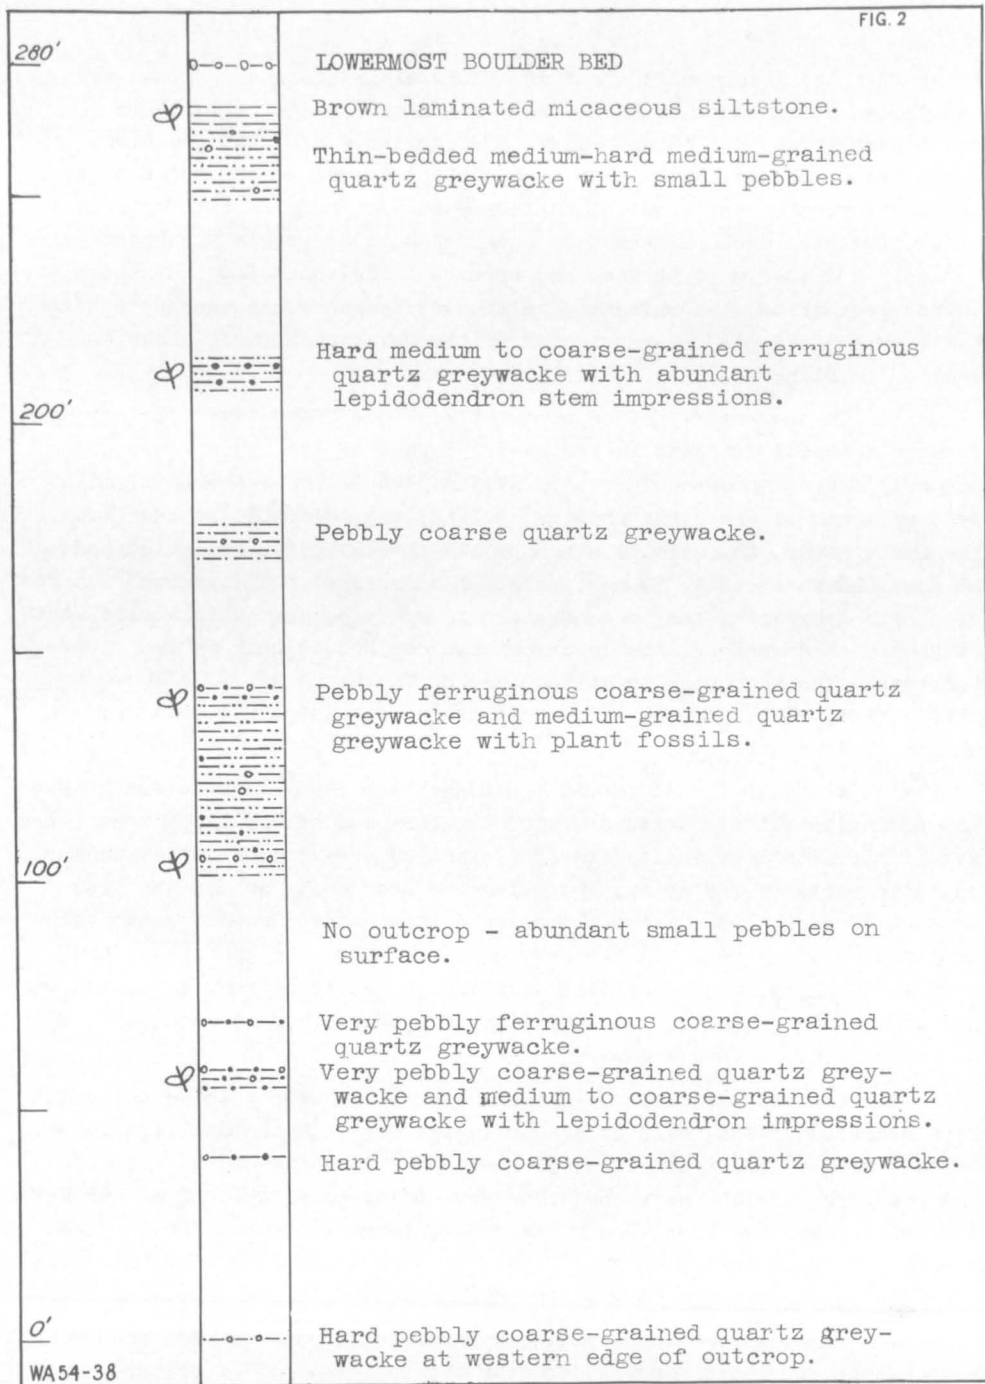 FIG. 2
280'
LOWERMOST BOULDER BED
Brown laminated micaceous siltstone.
Thin-bedded medium-hard medium-grained
quartz greywacke with small pebbles.
Hard medium to coarse-grained ferruginous
quartz greywacke with abundant
lepidodendron stem impressions.
200'
Pebbly coarse quartz greywacke.
Pebbly ferruginous coarse-grained quartz
greywacke and medium-grained quartz
greywacke with plant fossils.
100'
No outcrop - abundant small pebbles on
surface.
Very pebbly ferruginous coarse-grained
quartz greywacke.
Very pebbly coarse-grained quartz grey-
wacke and medium to coarse-grained quartz
greywacke with lepidodendron impressions.
Hard pebbly coarse-grained quartz greywacke.
0'
Hard pebbly coarse-grained quartz grey-
wacke at western edge of outcrop.
WA54-38